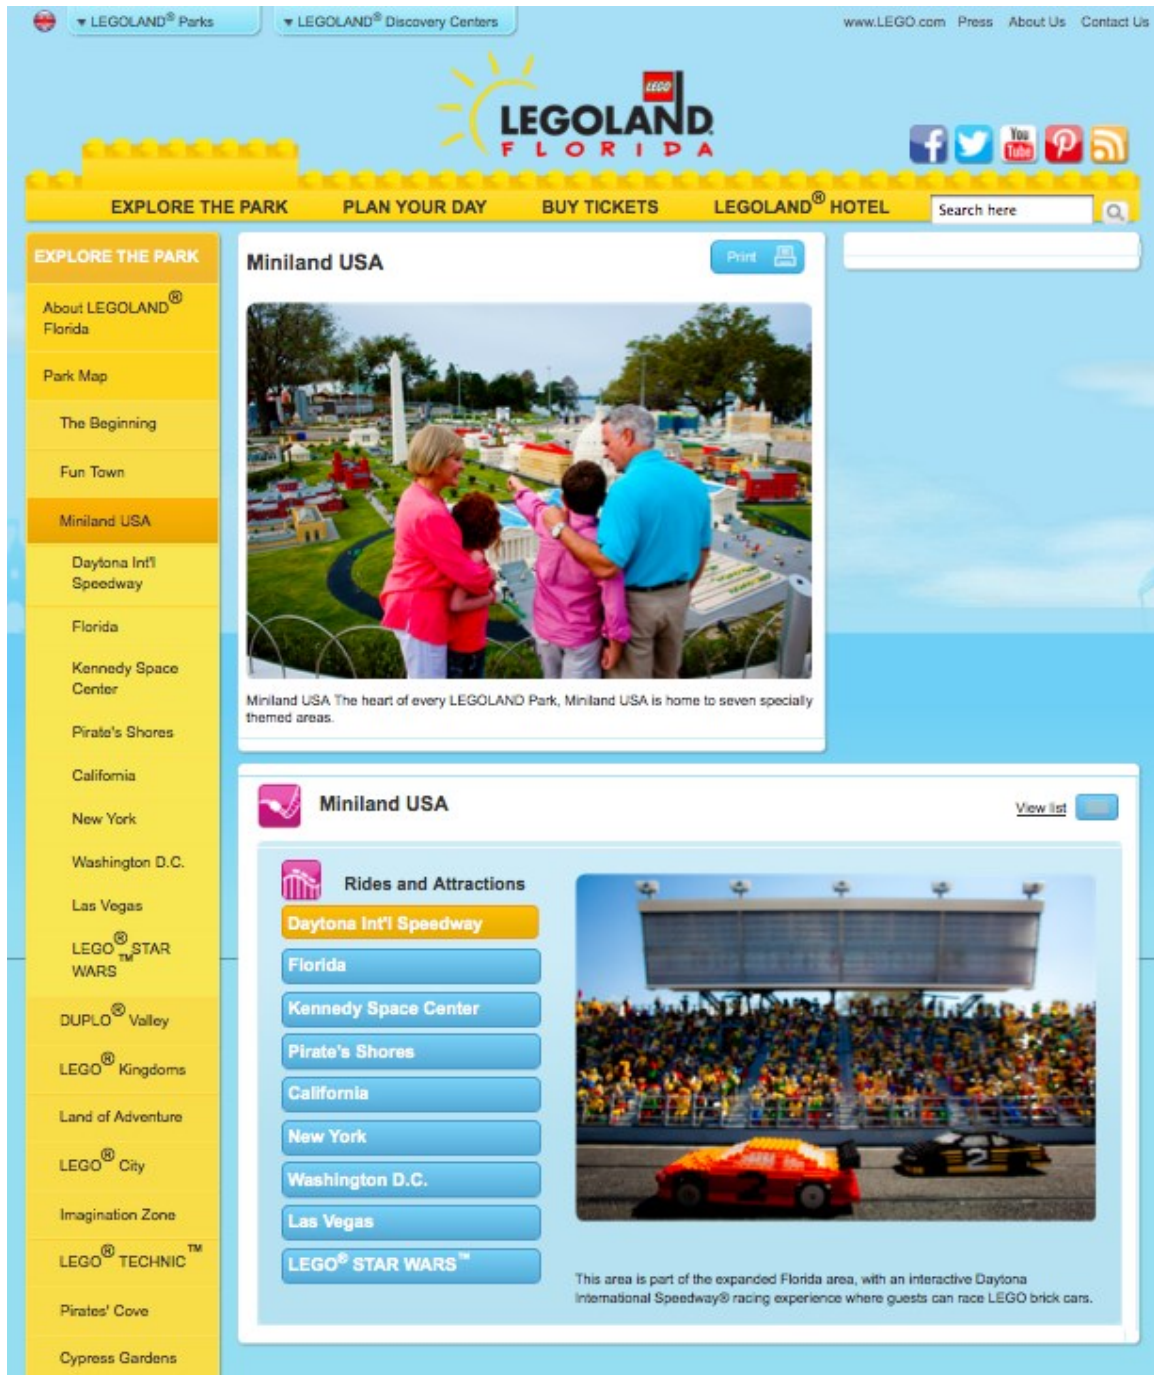 ▾ LEGOLAND® Parks
▾ LEGOLAND® Discovery Centers
www.LEGO.com Press About Us Contact Us
LEGO
LEGOLAND
FLORIDA
You
Tube
EXPLORE THE PARK PLAN YOUR DAY BUY TICKETS LEGOLAND® HOTEL
Search here
EXPLORE THE PARK
About LEGOLAND®
Florida
Park Map
The Beginning
Fun Town
Miniland USA
Daytona Int'l
Speedway
Florida
Kennedy Space
Center
Pirate's Shores
California
New York
Washington D.C.
Las Vegas
LEGO® STAR
WARS™
DUPLO® Valley
LEGO® Kingdoms
Land of Adventure
LEGO® City
Imagination Zone
LEGO® TECHNIC™
Pirates' Cove
Cypress Gardens
Miniland USA
Print
Miniland USA The heart of every LEGOLAND Park, Miniland USA is home to seven specially
themed areas.
Miniland USA
View list
Rides and Attractions
Daytona Int'l Speedway
Florida
Kennedy Space Center
Pirate's Shores
California
New York
Washington D.C.
Las Vegas
LEGO® STAR WARS™
2
2
This area is part of the expanded Florida area, with an interactive Daytona
International Speedway® racing experience where guests can race LEGO brick cars.